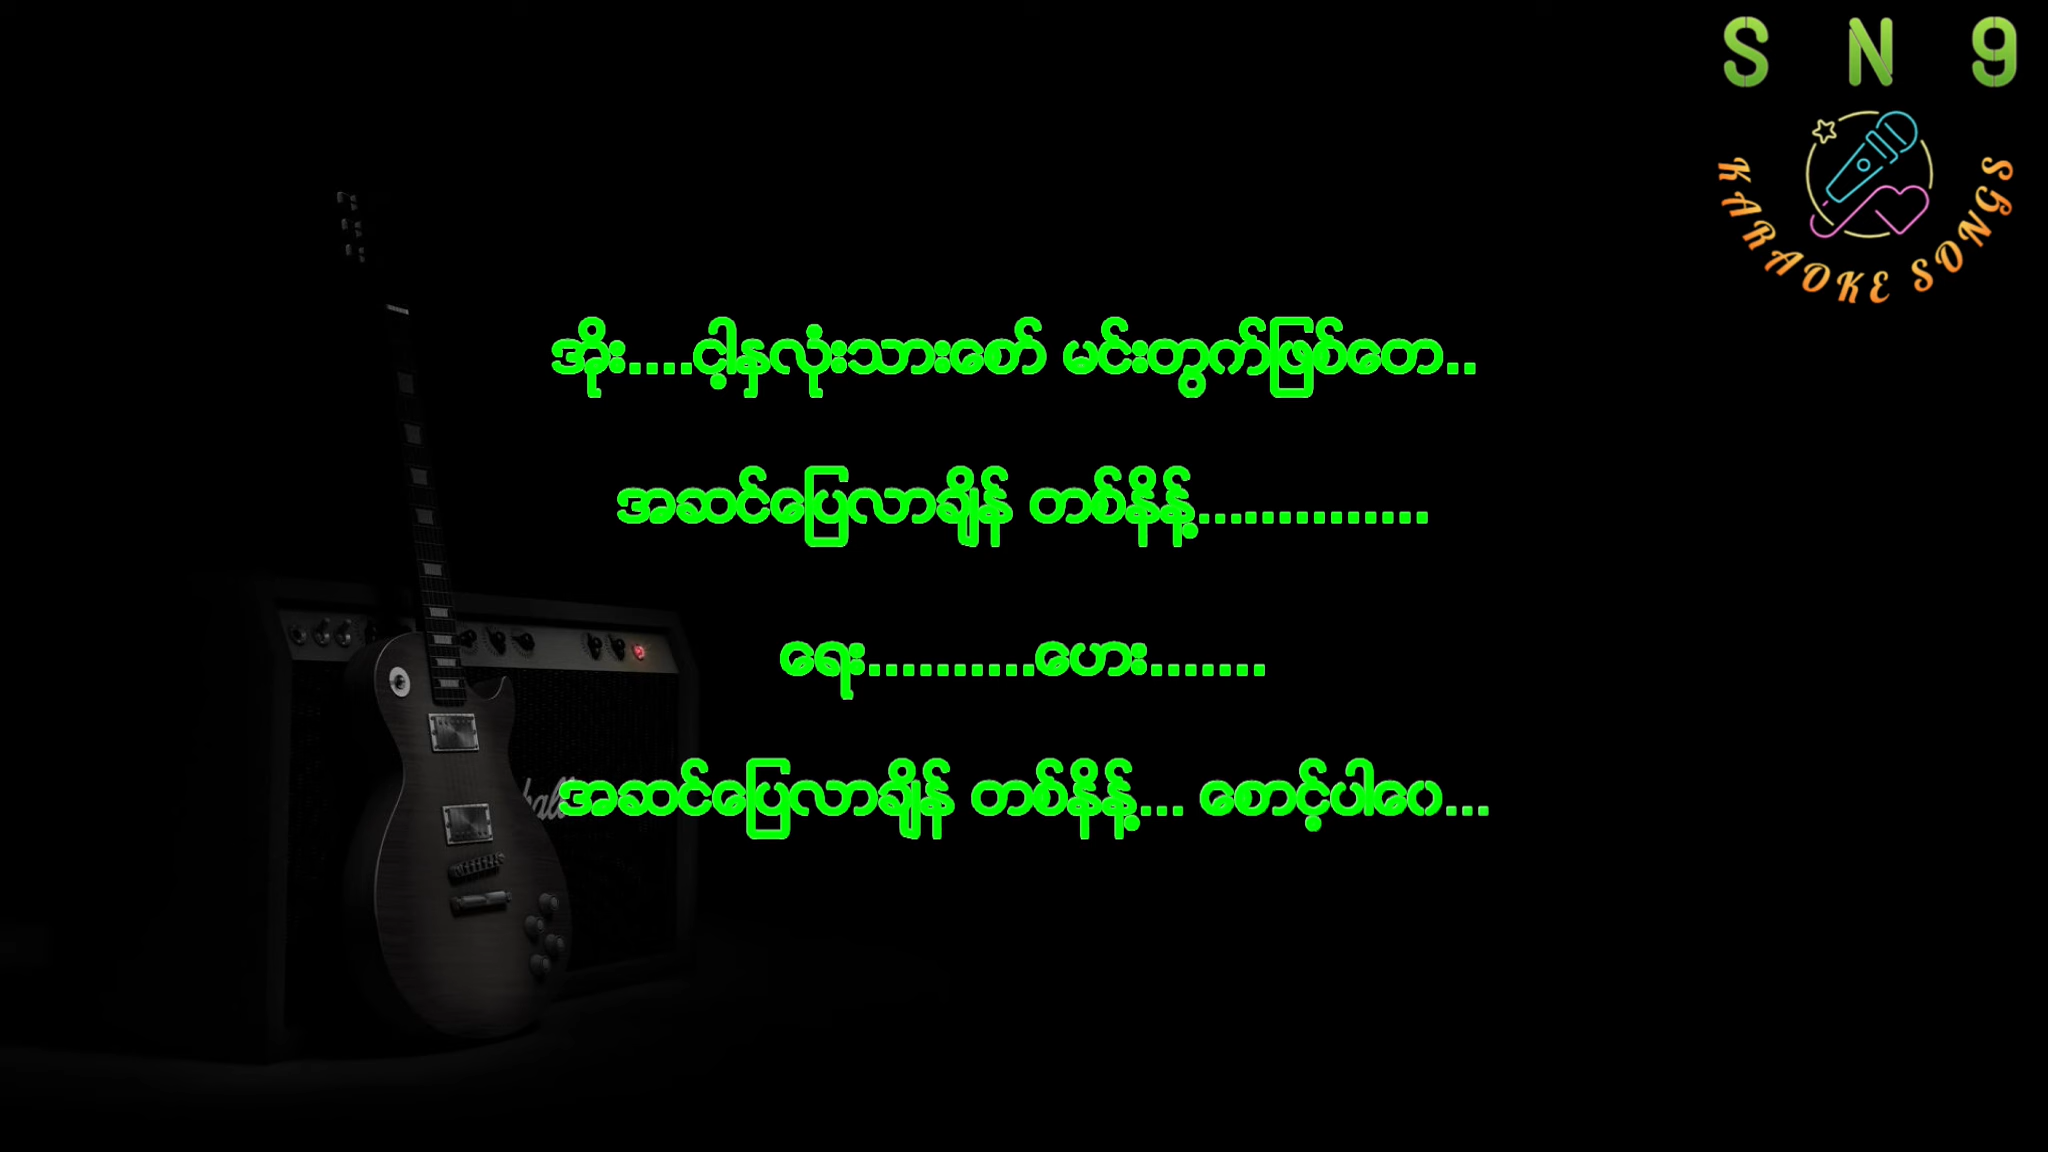 S N 9
KARAOKE SONGS
အိုး....ငါ့နှလုံးသားစော် မင်းတွက်ဖြစ်တေ..
အဆင်ပြေလာချိန် တစ်နိန့်..............
ရေး..........ဟေး.......
အဆင်ပြေလာချိန် တစ်နိန့်... စောင့်ပါပေ...